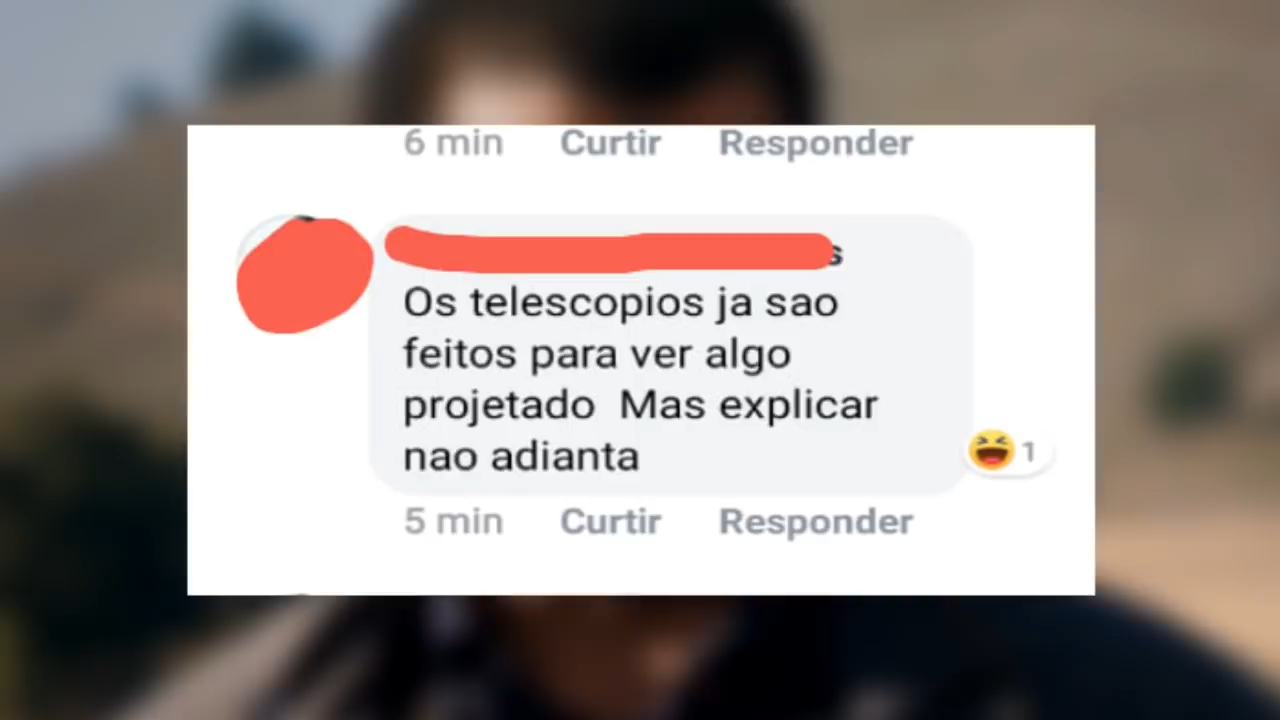 6 min Curtir Responder
Os telescopios ja sao
feitos para ver algo
projetado Mas explicar
nao adianta
1
5 min Curtir Responder